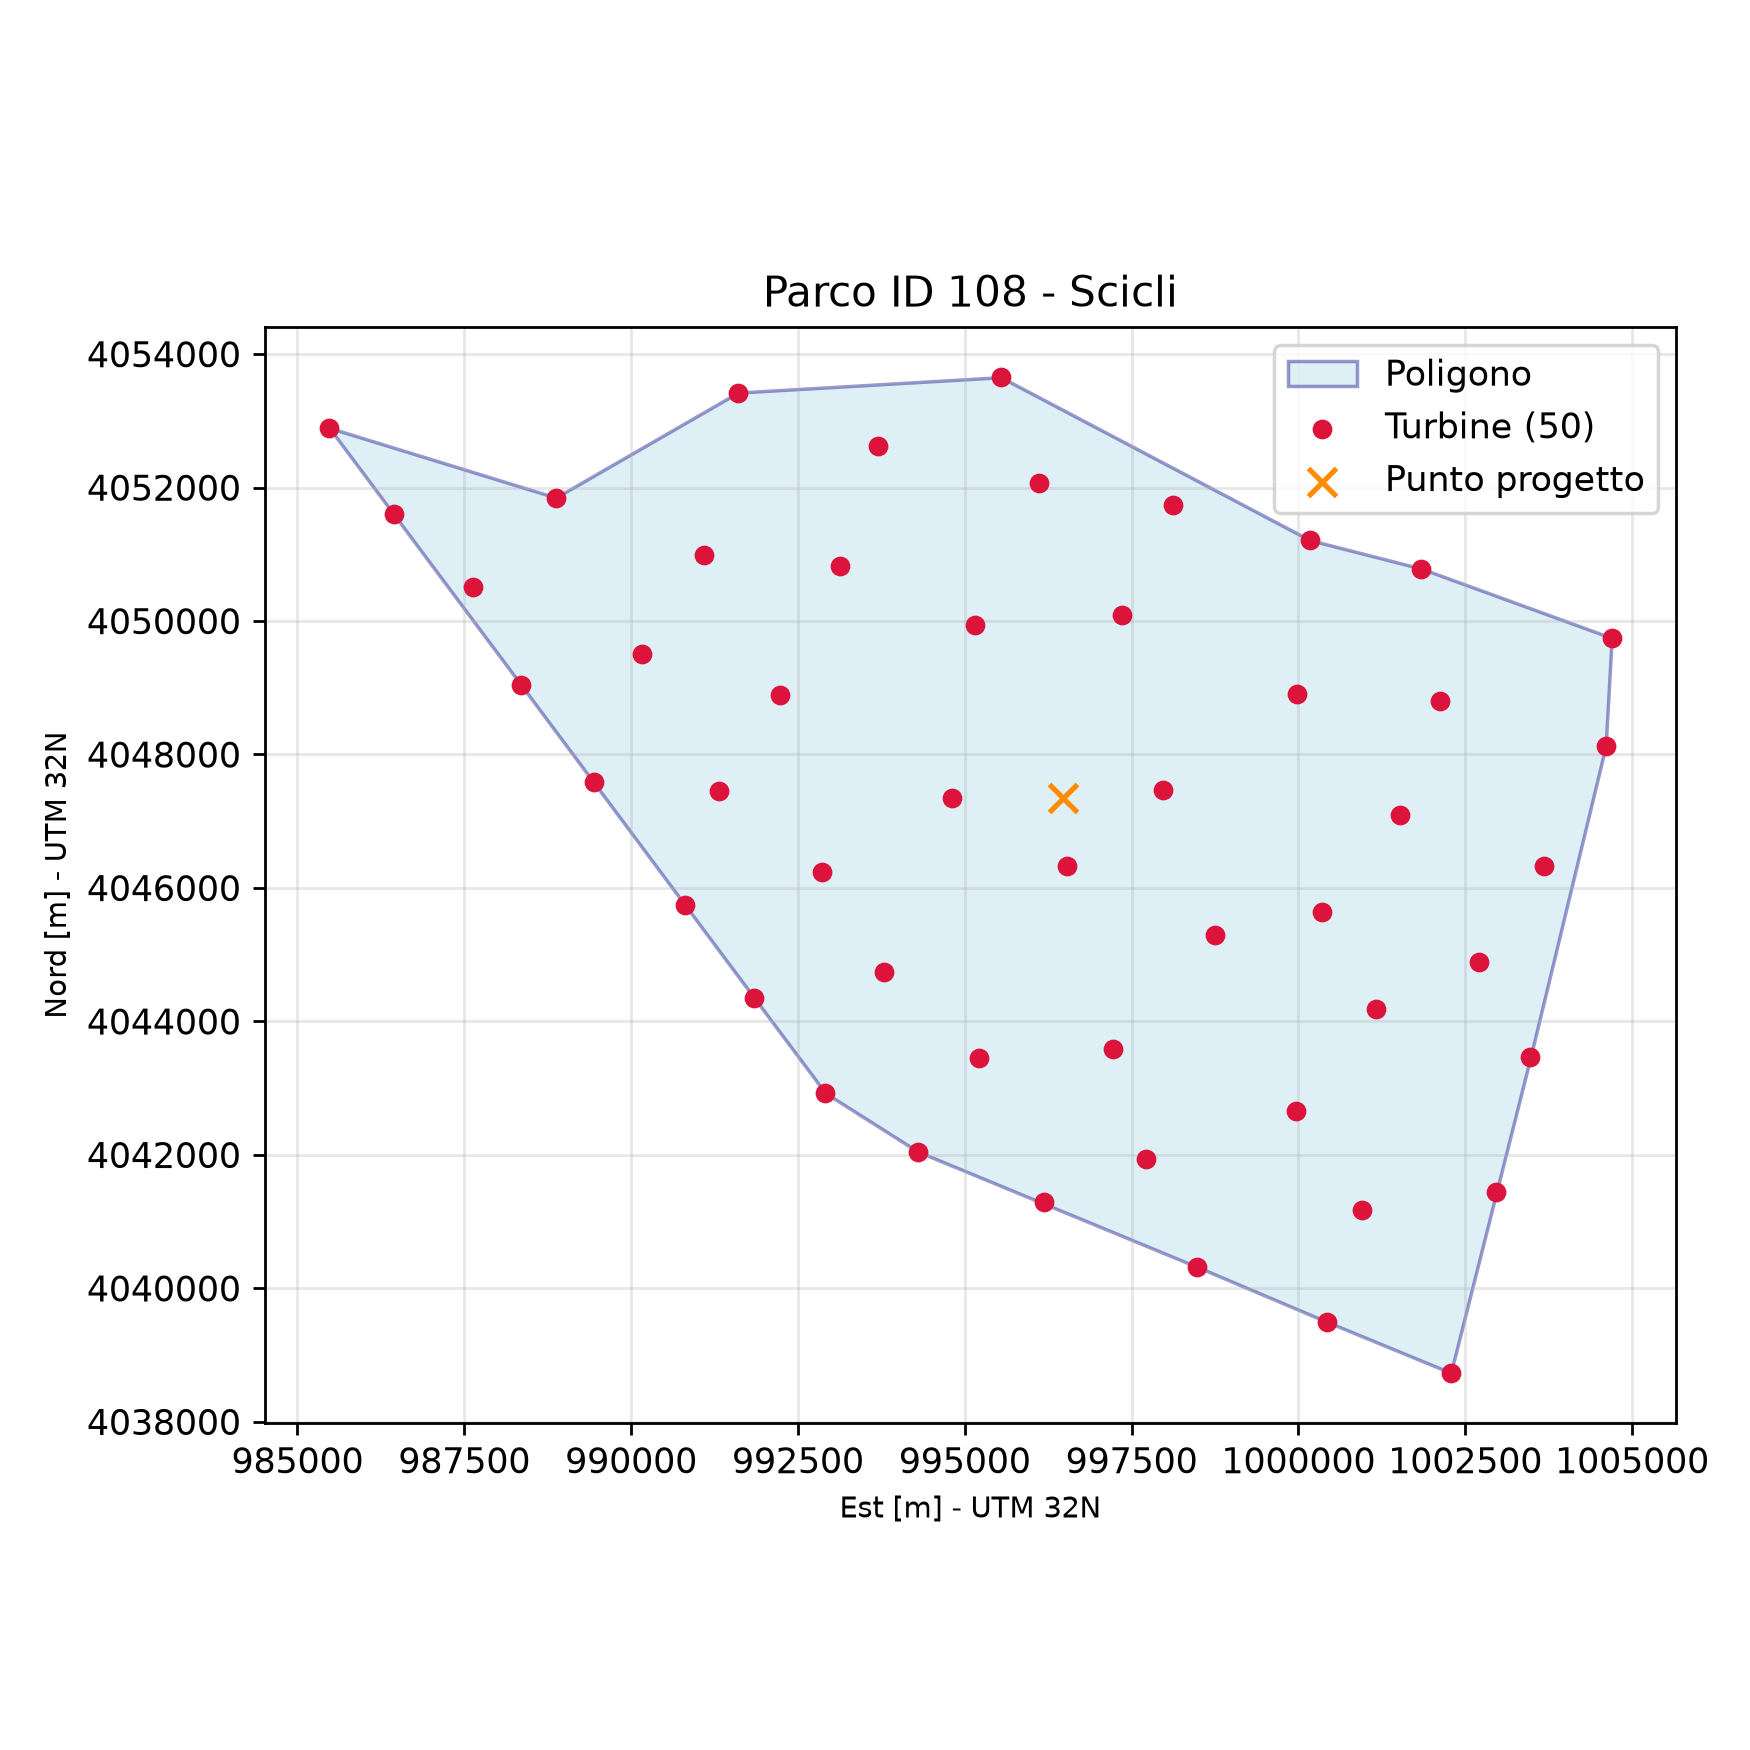 Parco ID 108 - Scicli
Poligono
Turbine (50)
Punto progetto
4054000
4052000
4050000
4048000
4046000
4044000
4042000
4040000
4038000
Nord [m] - UTM 32N
985000 987500 990000 992500 995000 997500 1000000 1002500 1005000
Est [m] - UTM 32N